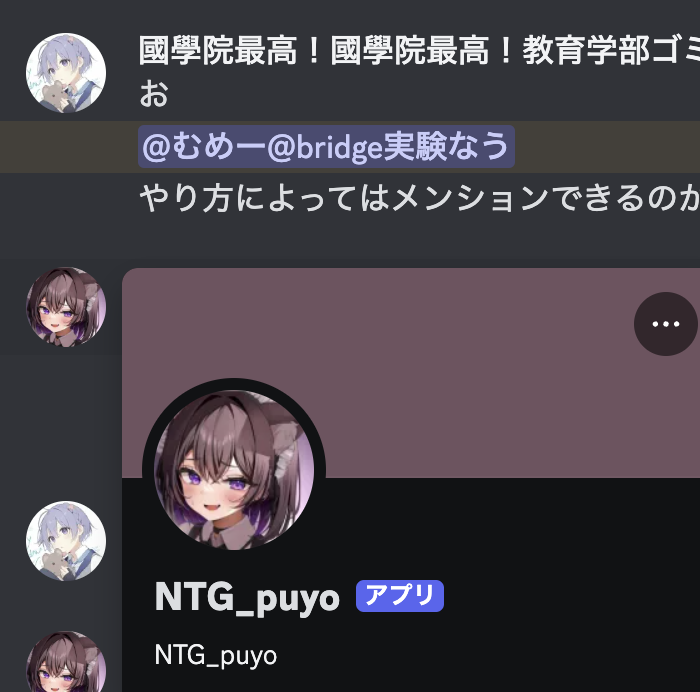 國學院最高！國學院最高！教育学部ゴミ
お
@むめー@bridge実験なう
やり方によってはメンションできるのか
NTG_puyo アプリ
NTG_puyo